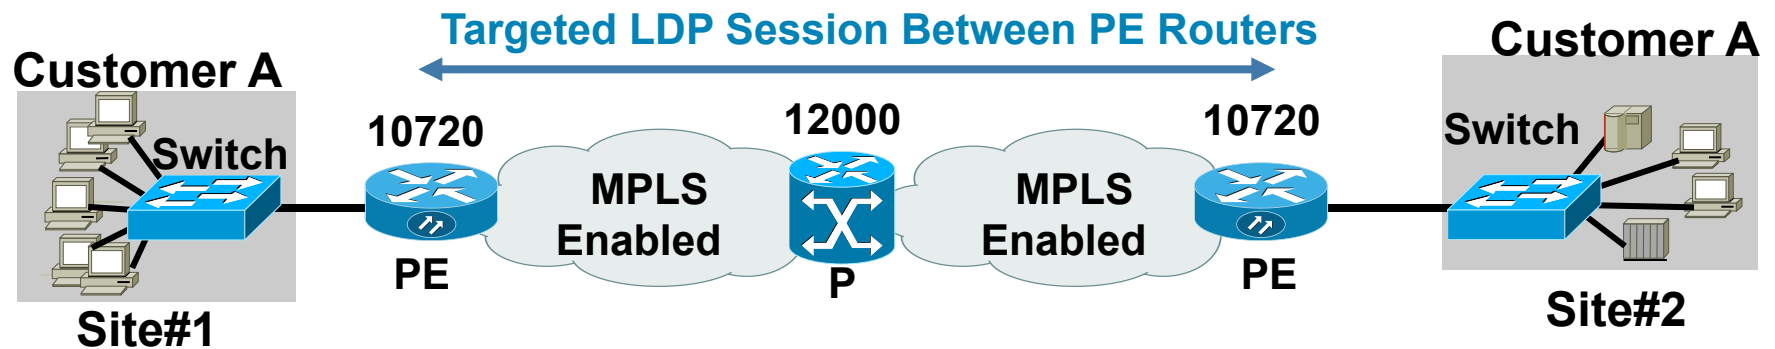 Targeted LDP Session Between PE Routers
Customer A
Switch
Site#1
10720
PE
MPLS
Enabled
12000
P
MPLS
Enabled
10720
PE
Customer A
Switch
Site#2